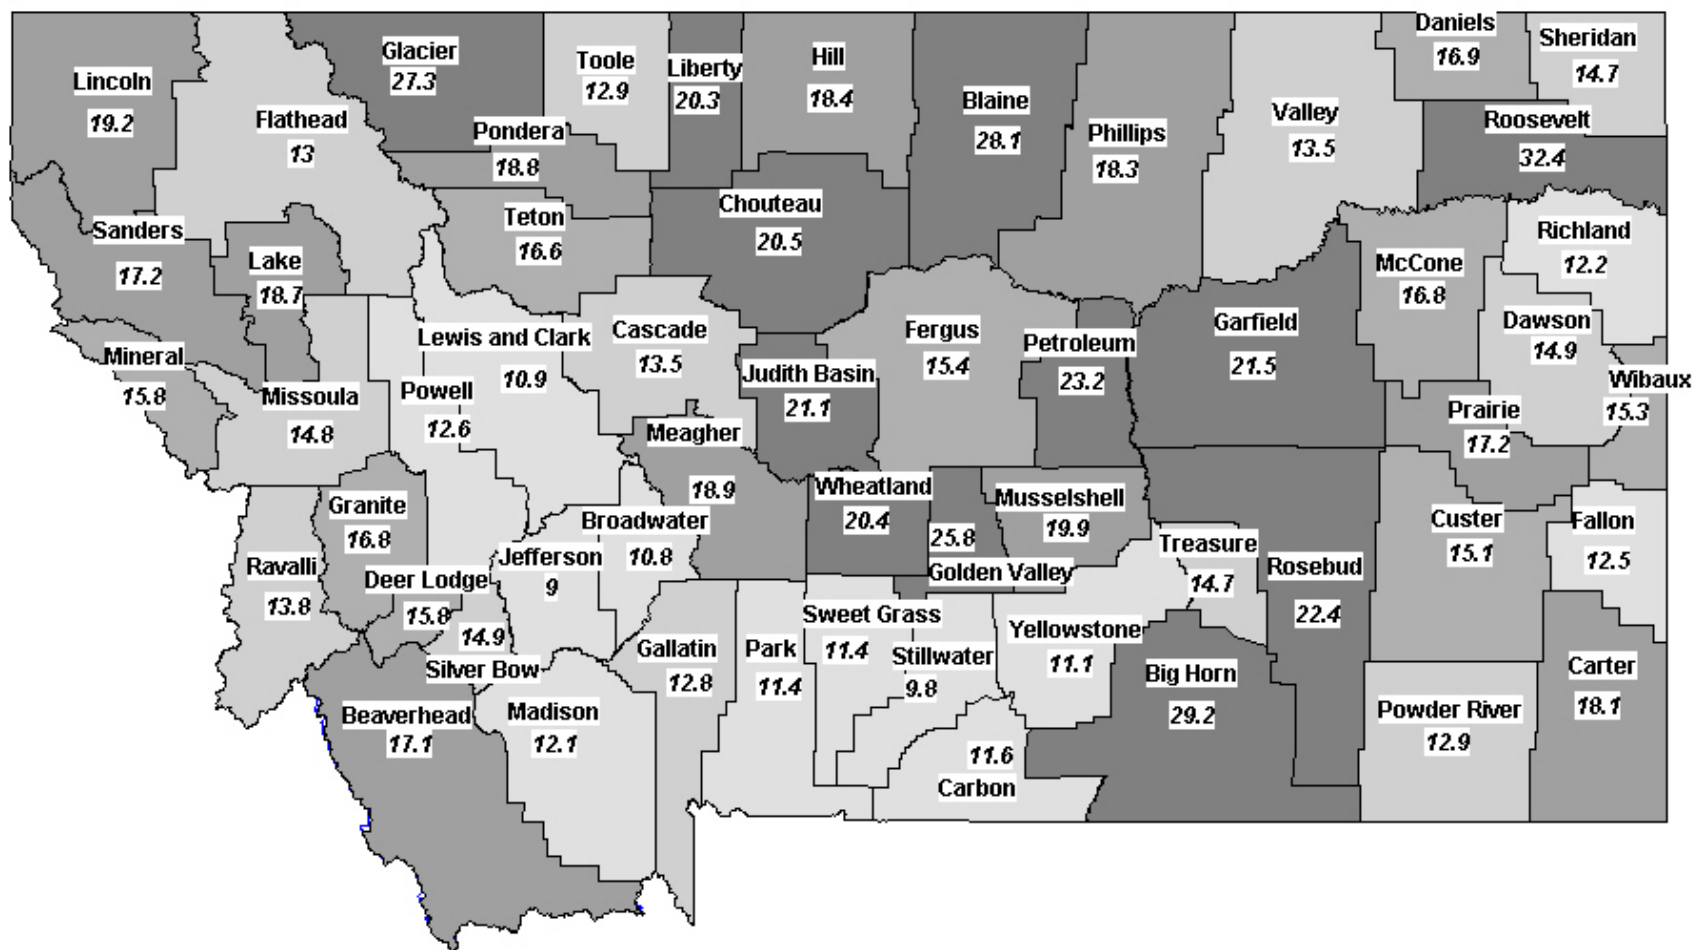 Lincoln
19.2
Flathead
13
Glacier
27.3
Toole
12.9
Liberty
20.3
Hill
18.4
Blaine
28.1
Phillips
18.3
Valley
13.5
Daniels
16.9
Sheridan
14.7
Roosevelt
32.4
Pondera
18.8
Teton
16.6
Chouteau
20.5
Sanders
17.2
Lake
18.7
Richland
12.2
McCone
16.8
Garfield
21.5
Dawson
14.9
Wibaux
15.3
Prairie
17.2
Mineral
15.8
Missoula
14.8
Powell
12.6
Lewis and Clark
10.9
Cascade
13.5
Judith Basin
21.1
Fergus
15.4
Petroleum
23.2
Meagher
18.9
Wheatland
20.4
25.8
Golden Valley
Musselshell
19.9
Treasure
14.7
Rosebud
22.4
Custer
15.1
Fallon
12.5
Granite
16.8
Ravalli
13.8
Deer Lodge
15.8
14.9
Silver Bow
Jefferson
9
Broadwater
10.8
Gallatin
12.8
Park
11.4
Sweet Grass
11.4
Stillwater
9.8
Yellowstone
11.1
Big Horn
29.2
Powder River
12.9
Carter
18.1
Beaverhead
17.1
Madison
12.1
11.6
Carbon